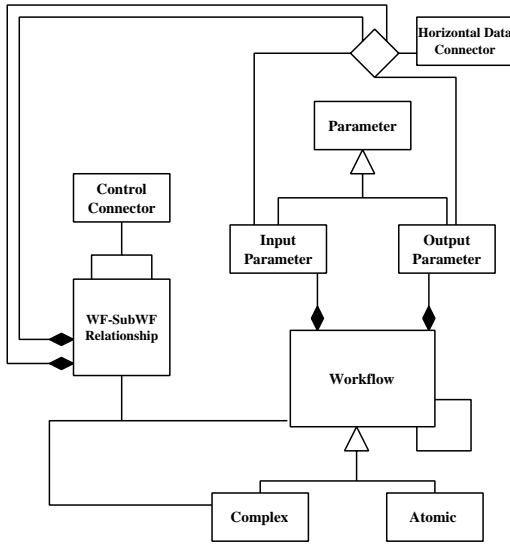 Horizontal Data
Connector
Parameter
Control
Connector
Input
Parameter
Output
Parameter
WF-SubWF
Relationship
Workflow
Complex
Atomic